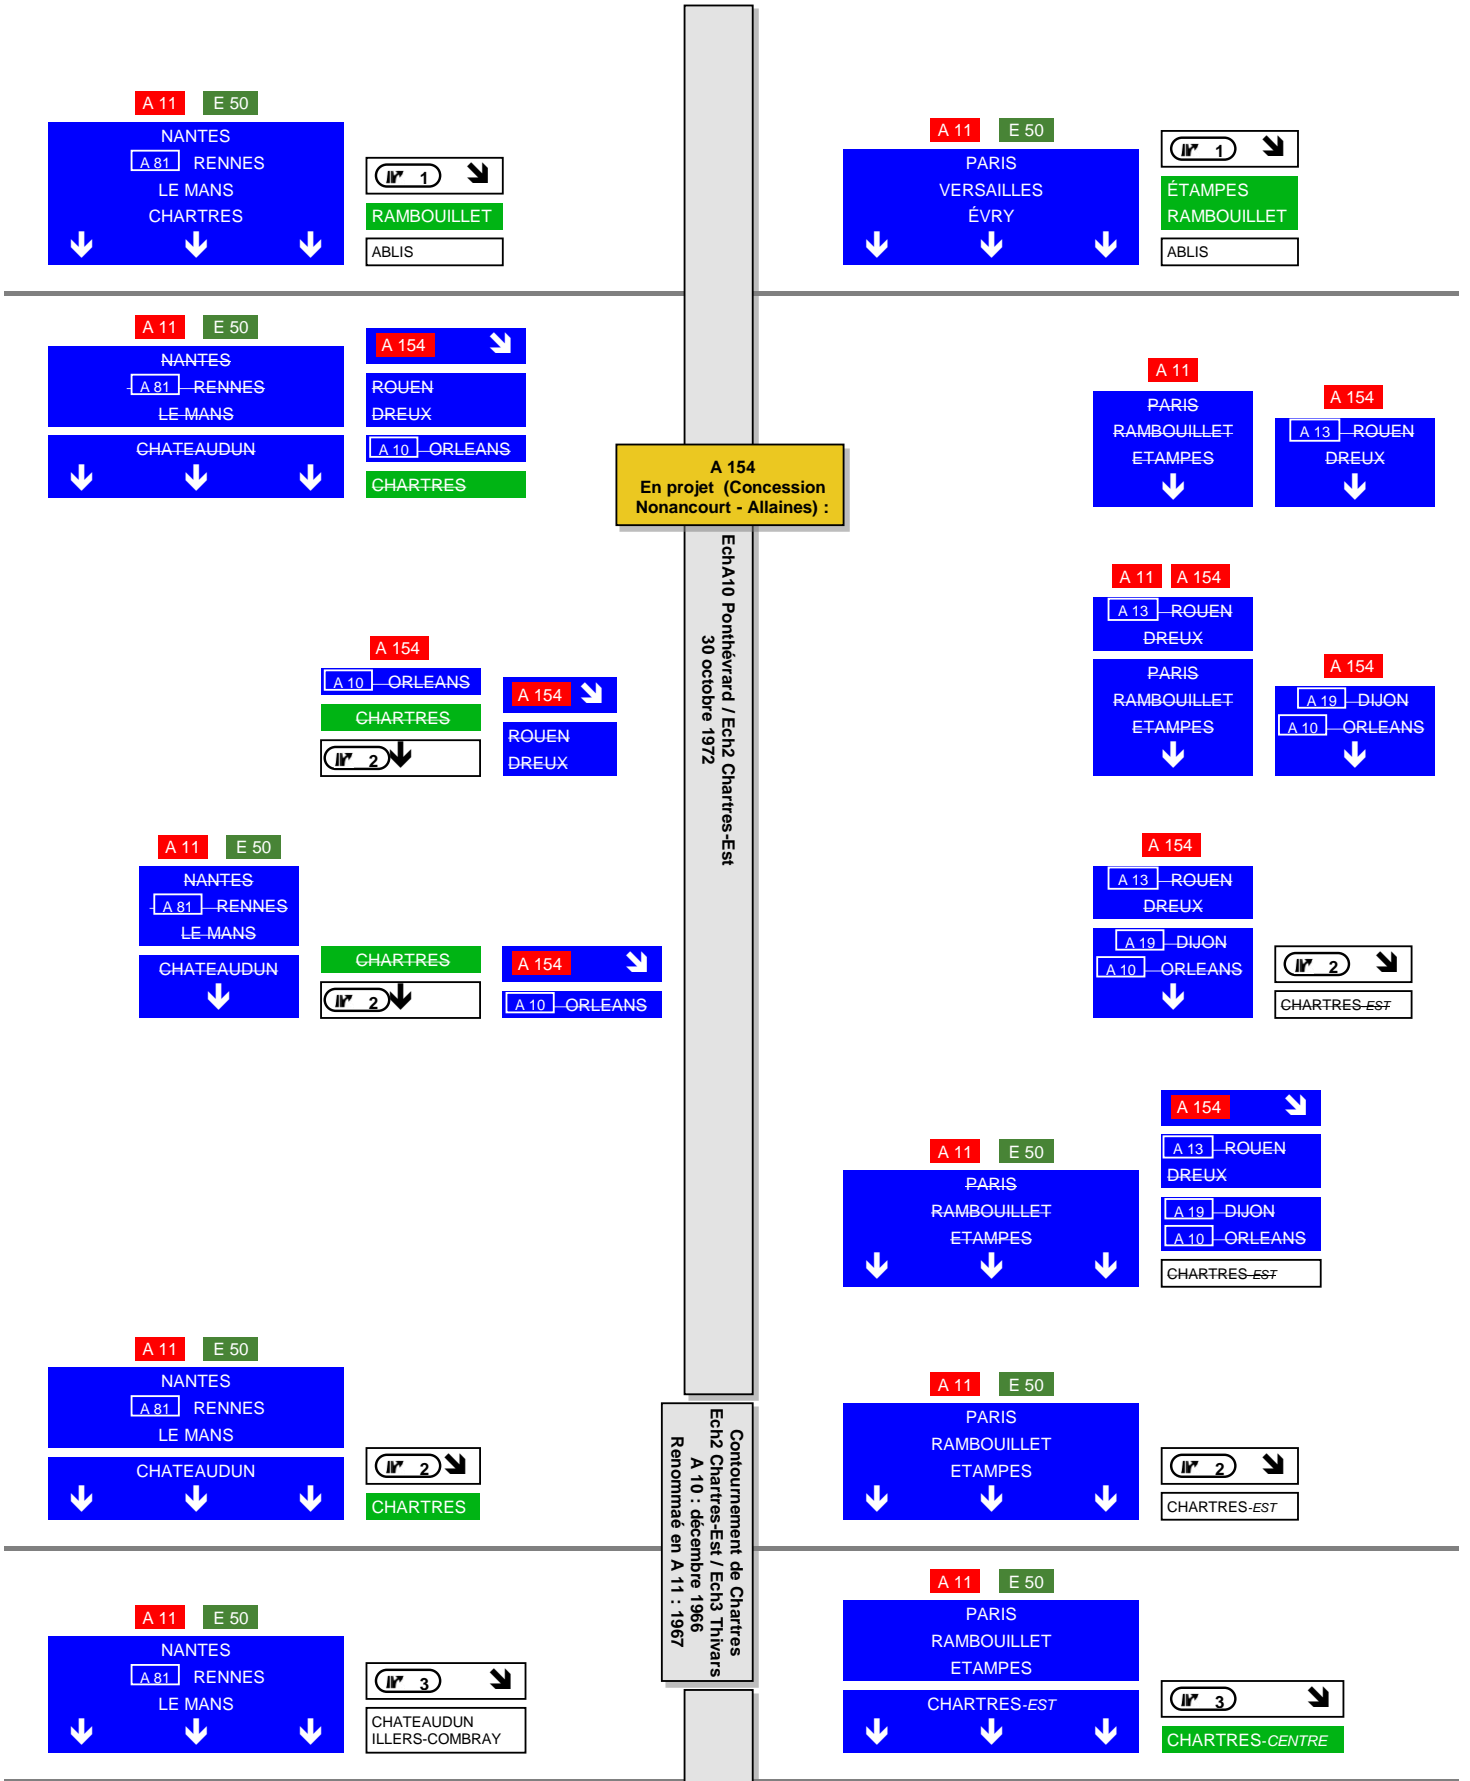 A 11 E 50
NANTES
A 81 RENNES
LE MANS
CHARTRES
1
RAMBOUILLET
ABLIS
A 11 E 50
PARIS
VERSAILLES
ÉVRY
1
ÉTAMPES
RAMBOUILLET
ABLIS
A 11 E 50
NANTES
A 81 RENNES
LE MANS
CHATEAUDUN
A 154
ROUEN
DREUX
A 10 ORLEANS
CHARTRES
A 154
En projet (Concession
Nonancourt - Allaines) :
A 11
PARIS
RAMBOUILLET
ETAMPES
A 154
A 13 ROUEN
DREUX
EchA10 Ponthévrard / Ech2 Chartres-Est
30 octobre 1972
A 154
A 10 ORLEANS
CHARTRES
2
A 154
ROUEN
DREUX
A 11 A 154
A 13 ROUEN
DREUX
PARIS
RAMBOUILLET
ETAMPES
A 154
A 19 DIJON
A 10 ORLEANS
A 11 E 50
NANTES
A 81 RENNES
LE MANS
CHATEAUDUN
CHARTRES
2
A 154
A 10 ORLEANS
A 154
A 13 ROUEN
DREUX
A 19 DIJON
A 10 ORLEANS
2
CHARTRES-EST
A 11 E 50
PARIS
RAMBOUILLET
ETAMPES
A 154
A 13 ROUEN
DREUX
A 19 DIJON
A 10 ORLEANS
CHARTRES-EST
A 11 E 50
NANTES
A 81 RENNES
LE MANS
CHATEAUDUN
2
CHARTRES
A 11 E 50
PARIS
RAMBOUILLET
ETAMPES
2
CHARTRES-EST
Contournement de Chartres
Ech2 Chartres-Est / Ech3 Thivars
A 10 : décembre 1966
Renommaé en A 11 : 1967
A 11 E 50
NANTES
A 81 RENNES
LE MANS
3
CHATEAUDUN
ILLERS-COMBRAY
A 11 E 50
PARIS
RAMBOUILLET
ETAMPES
CHARTRES-EST
3
CHARTRES-CENTRE